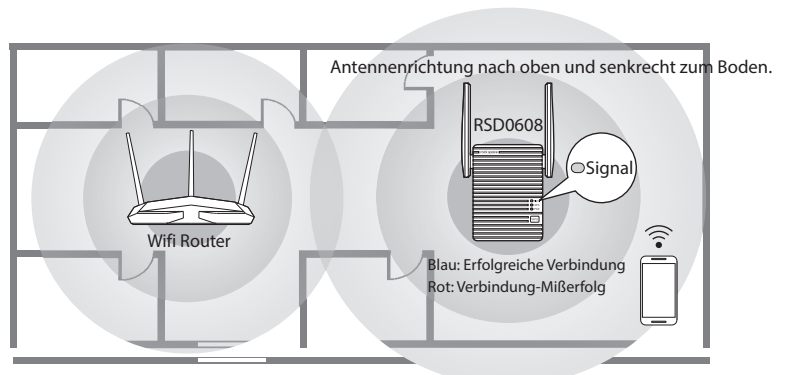 Antennenrichtung nach oben und senkrecht zum Boden.
RSD0608
Signal
Wifi Router
Blau: Erfolgreiche Verbindung
Rot: Verbindung-Mißerfolg